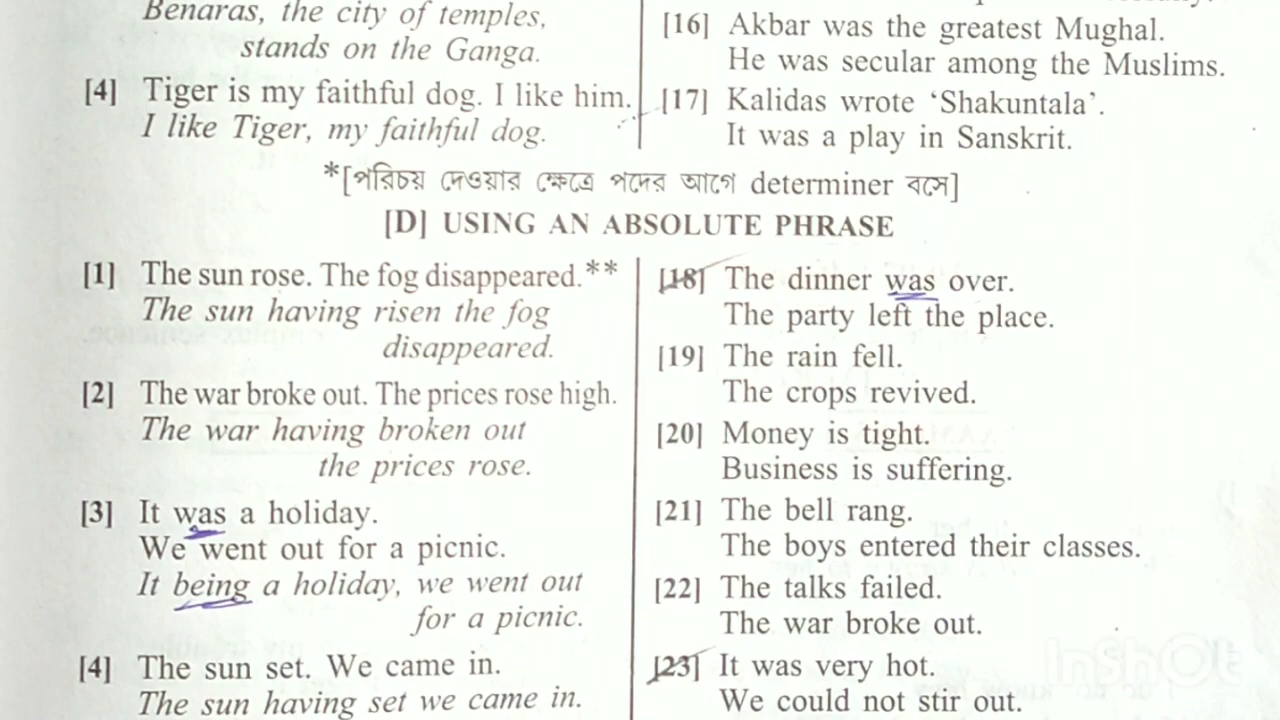 Benaras, the city of temples,
stands on the Ganga.
[4] Tiger is my faithful dog. I like him.
I like Tiger, my faithful dog.
[16] Akbar was the greatest Mughal.
He was secular among the Muslims.
[17] Kalidas wrote ‘Shakuntala’.
It was a play in Sanskrit.
*[পরিচয় দেওয়ার ক্ষেত্রে পদের আগে determiner বসে]
[D] USING AN ABSOLUTE PHRASE
[1] The sun rose. The fog disappeared.**
The sun having risen the fog
disappeared.
[2] The war broke out. The prices rose high.
The war having broken out
the prices rose.
[3] It was a holiday.
We went out for a picnic.
It being a holiday, we went out
for a picnic.
[4] The sun set. We came in.
The sun having set we came in.
[18] The dinner was over.
The party left the place.
[19] The rain fell.
The crops revived.
[20] Money is tight.
Business is suffering.
[21] The bell rang.
The boys entered their classes.
[22] The talks failed.
The war broke out.
[23] It was very hot.
We could not stir out.
InShOt